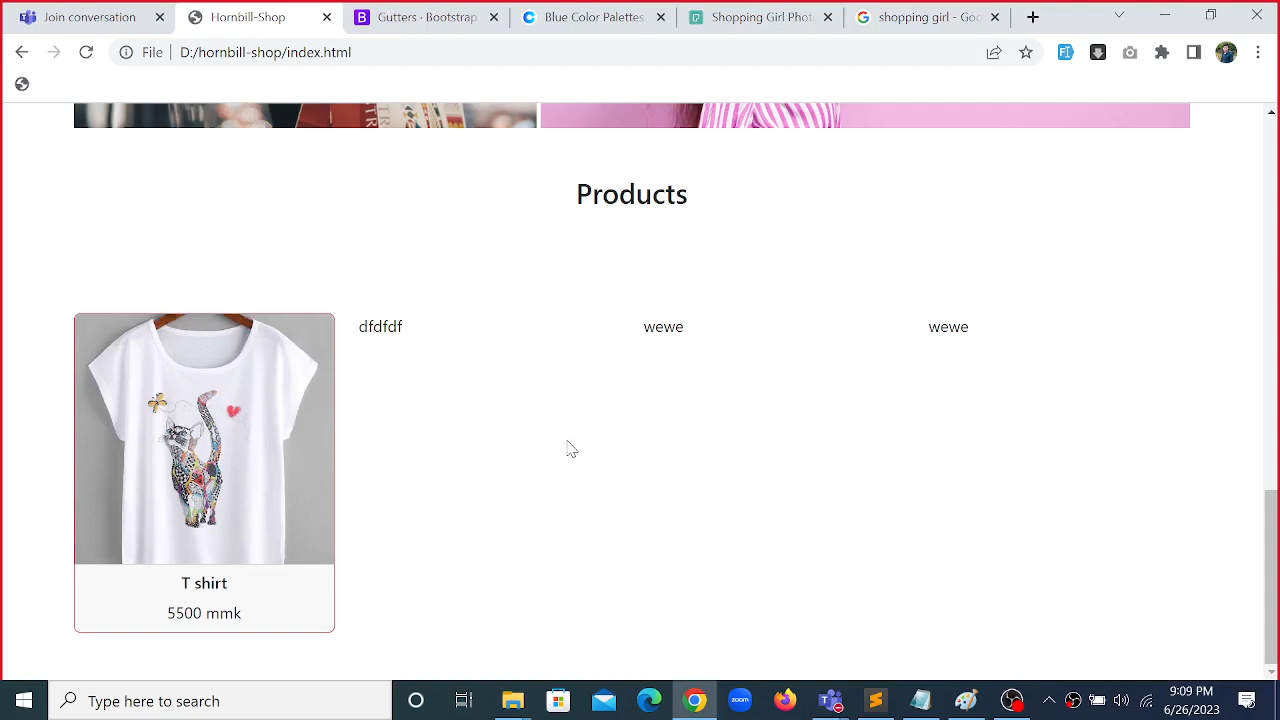 Join conversation
Hornbill-Shop
Gutters · Bootstrap
Blue Color Palettes
Shopping Girl Phot
shopping girl - Goo
File
D:/hornbill-shop/index.html
Products
dfdfdf
wewe
wewe
T shirt
5500 mmk
Type here to search
zoom
9:09 PM
6/26/2023